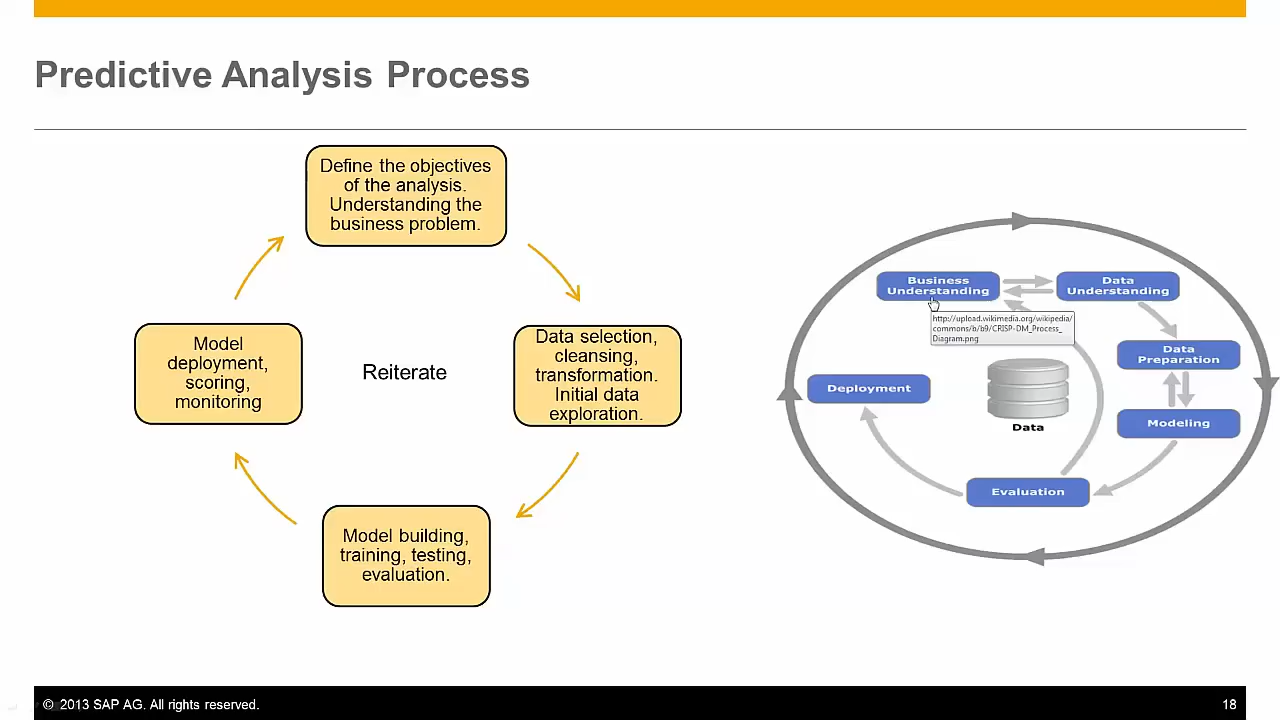 Predictive Analysis Process
Define the objectives
of the analysis.
Understanding the
business problem.
Data selection,
cleansing,
transformation.
Initial data
exploration.
Model building,
training, testing,
evaluation.
Model
deployment,
scoring,
monitoring
Reiterate
Business
Understanding
Data
Understanding
http://upload.wikimedia.org/wikipedia/
commons/b/b9/CRISP-DM_Process_
Diagram.png
Data
Preparation
Modeling
Evaluation
Deployment
Data
© 2013 SAP AG. All rights reserved.
18